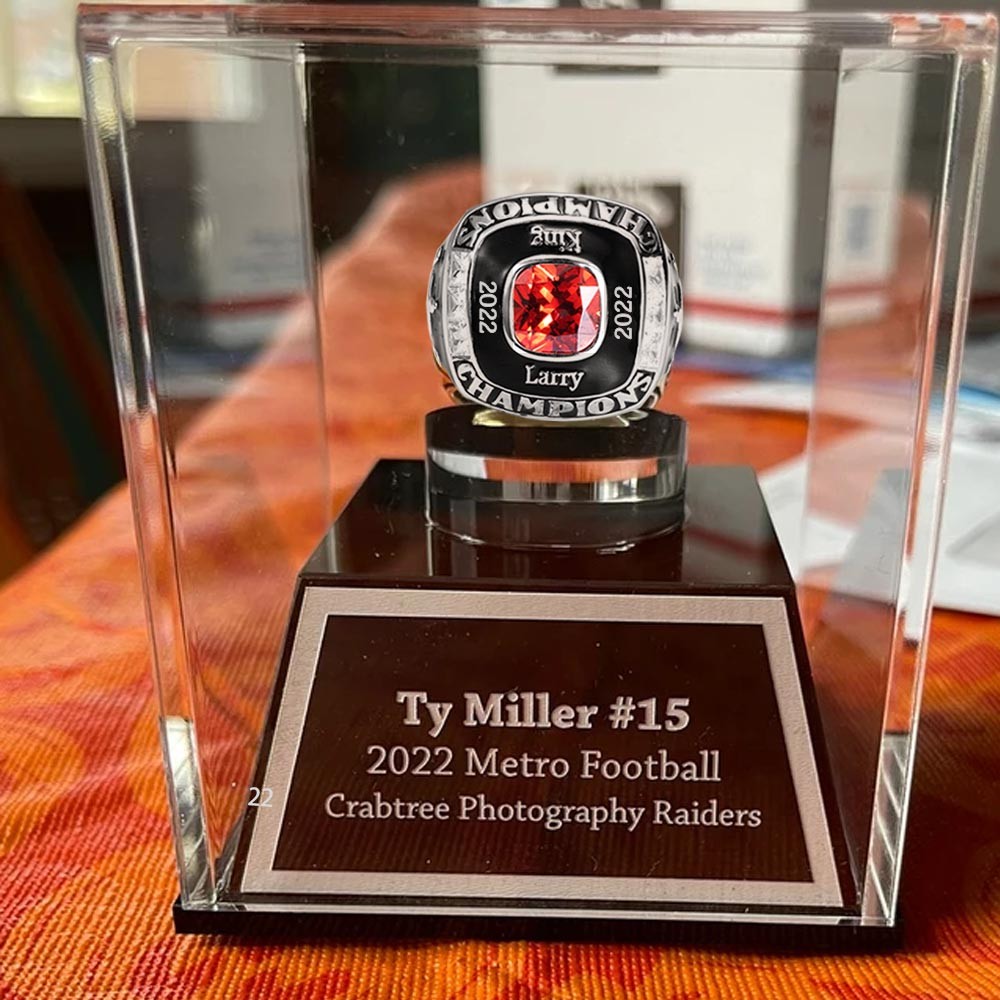 CHAMPIONS
King
2022
2022
Larry
CHAMPIONS
Ty Miller #15
2022 Metro Football
Crabtree Photography Raiders
22